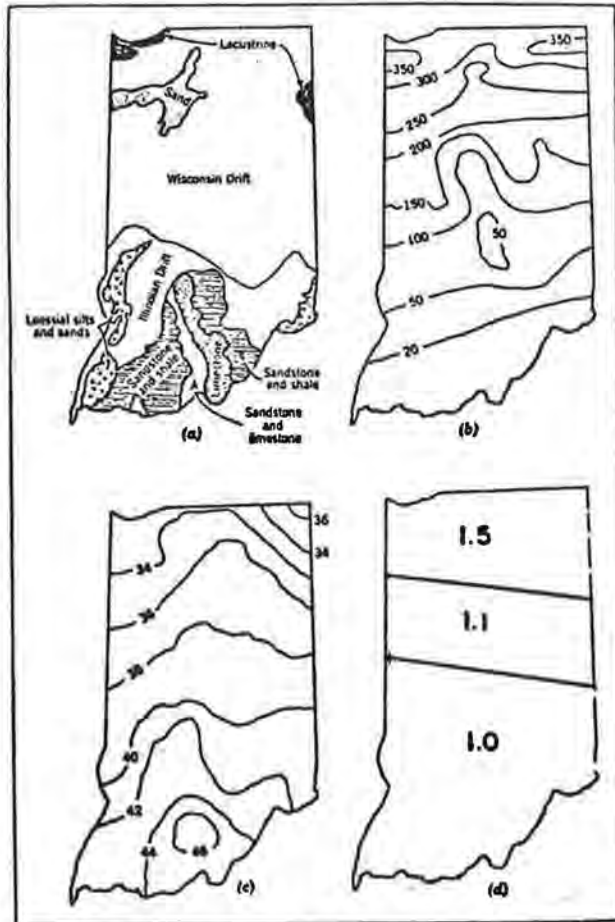 Lacustrine
Sand
Wisconsin Drift
Illinoian Drift
Loessial silts
and sands
Sandstone
and shale
Limestone
Sandstone
and shale
Sandstone
and
limestone
(a)
350
350
300
250
200
150
100
50
50
20
(b)
36
34
34
36
38
40
42
44
46
(c)
1.5
1.1
1.0
(d)